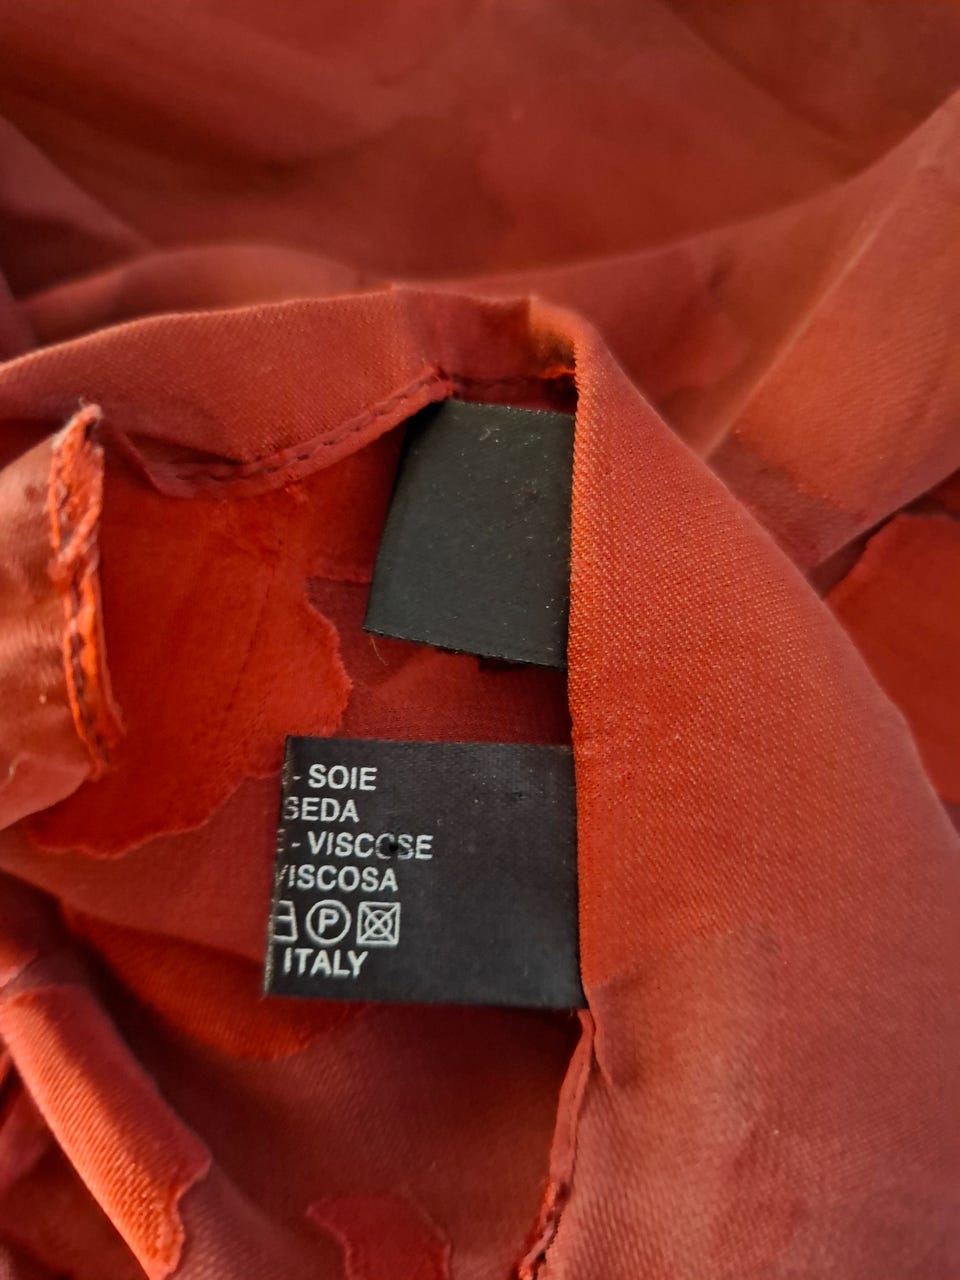 - SOIE
SEDA
- VISCOSE
VISCOSA
P
ITALY